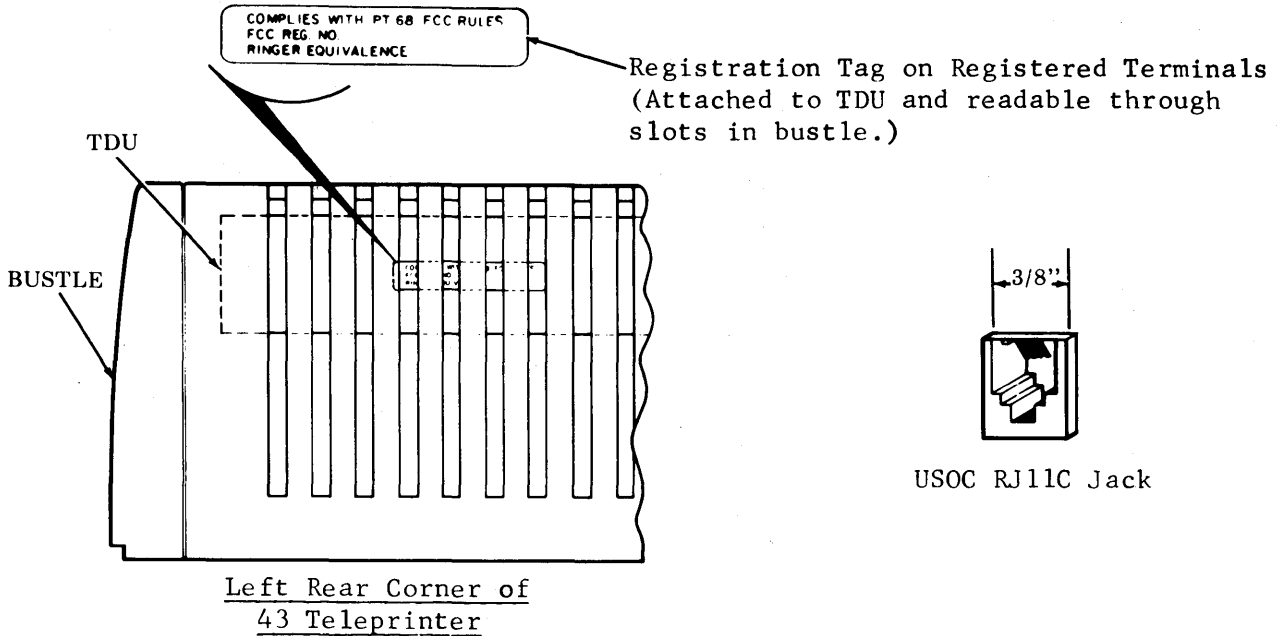 COMPLIES WITH PT 68 FCC RULES
FCC REG. NO.
RINGER EQUIVALENCE
Registration Tag on Registered Terminals
(Attached to TDU and readable through
slots in bustle.)
TDU
BUSTLE
3/8"
USOC RJ11C Jack
Left Rear Corner of
43 Teleprinter